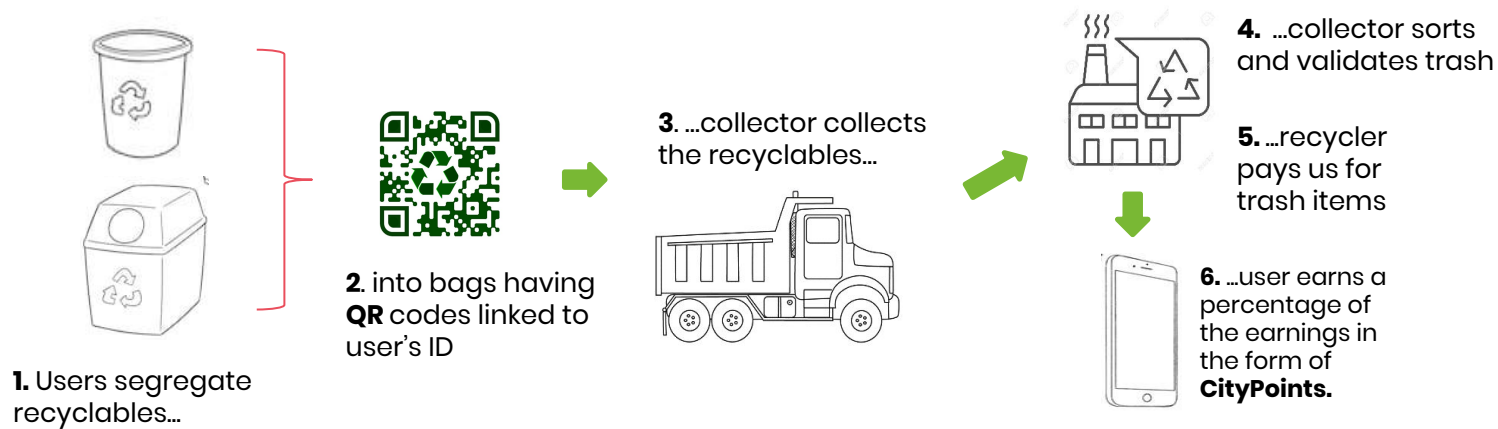 1. Users segregate
recyclables...
2. into bags having
QR codes linked to
user's ID
3. ...collector collects
the recyclables...
4. ...collector sorts
and validates trash
5. ...recycler
pays us for
trash items
6. ...user earns a
percentage of
the earnings in
the form of
CityPoints.